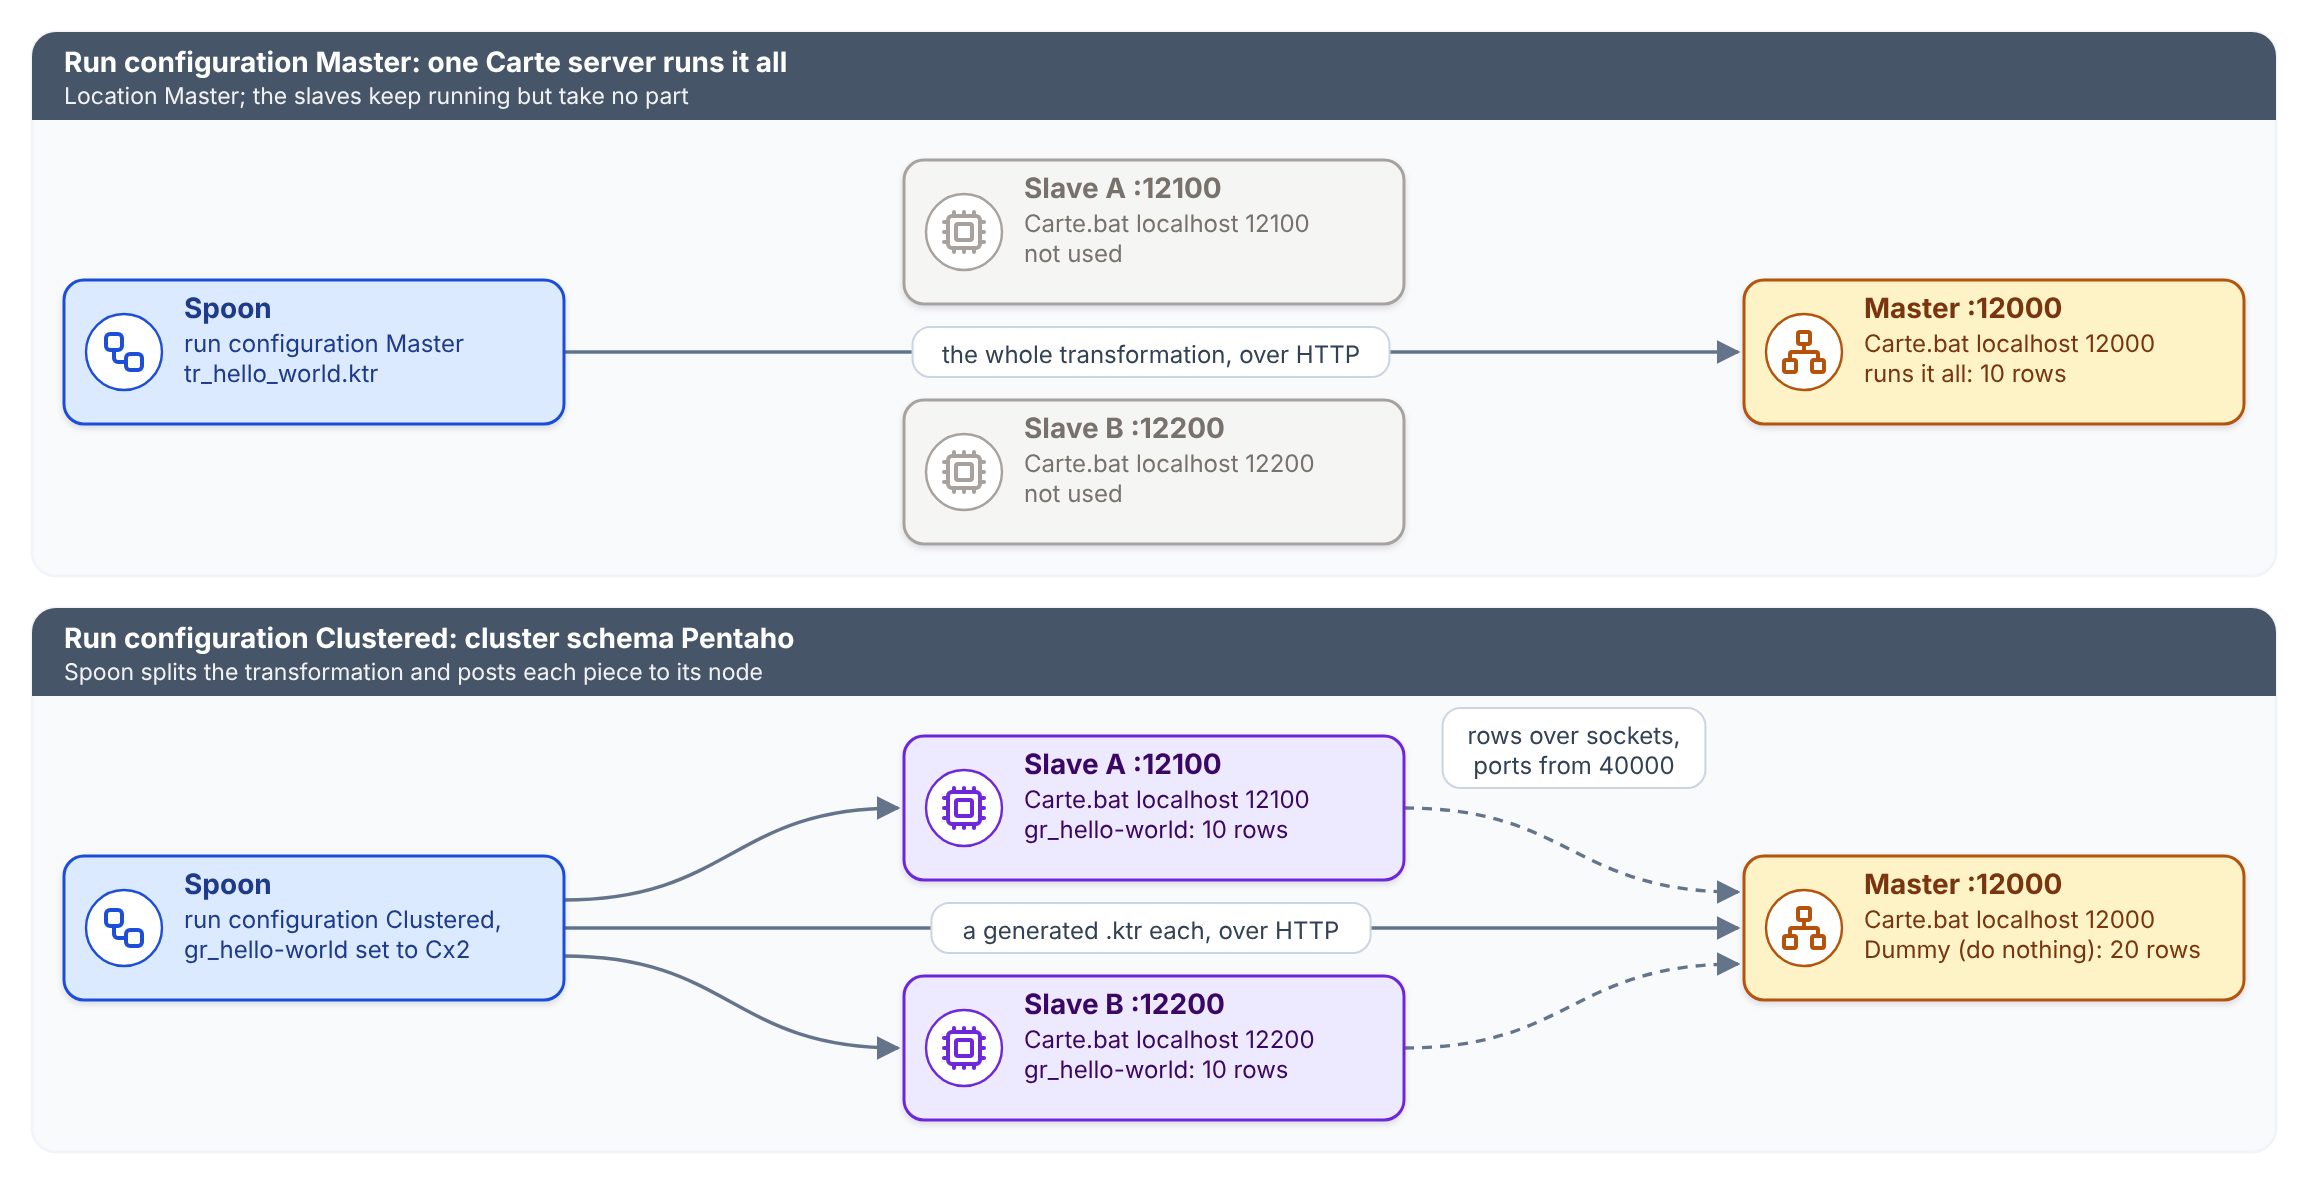 Run configuration Master: one Carte server runs it all
Location Master; the slaves keep running but take no part
Slave A :12100
Carte.bat localhost 12100
not used
Spoon
run configuration Master
tr_hello_world.ktr
the whole transformation, over HTTP
Master :12000
Carte.bat localhost 12000
runs it all: 10 rows
Slave B :12200
Carte.bat localhost 12200
not used
Run configuration Clustered: cluster schema Pentaho
Spoon splits the transformation and posts each piece to its node
rows over sockets,
ports from 40000
Slave A :12100
Carte.bat localhost 12100
gr_hello-world: 10 rows
Spoon
run configuration Clustered,
gr_hello-world set to Cx2
a generated .ktr each, over HTTP
Master :12000
Carte.bat localhost 12000
Dummy (do nothing): 20 rows
Slave B :12200
Carte.bat localhost 12200
gr_hello-world: 10 rows